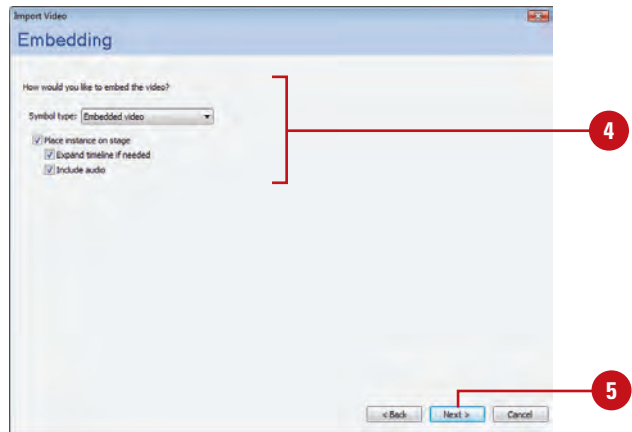 Import Video
Embedding
How would you like to embed the video?
Symbol type: Embedded video
Place instance on stage
Expand timeline if needed
Include audio
4
5
< Back Next > Cancel